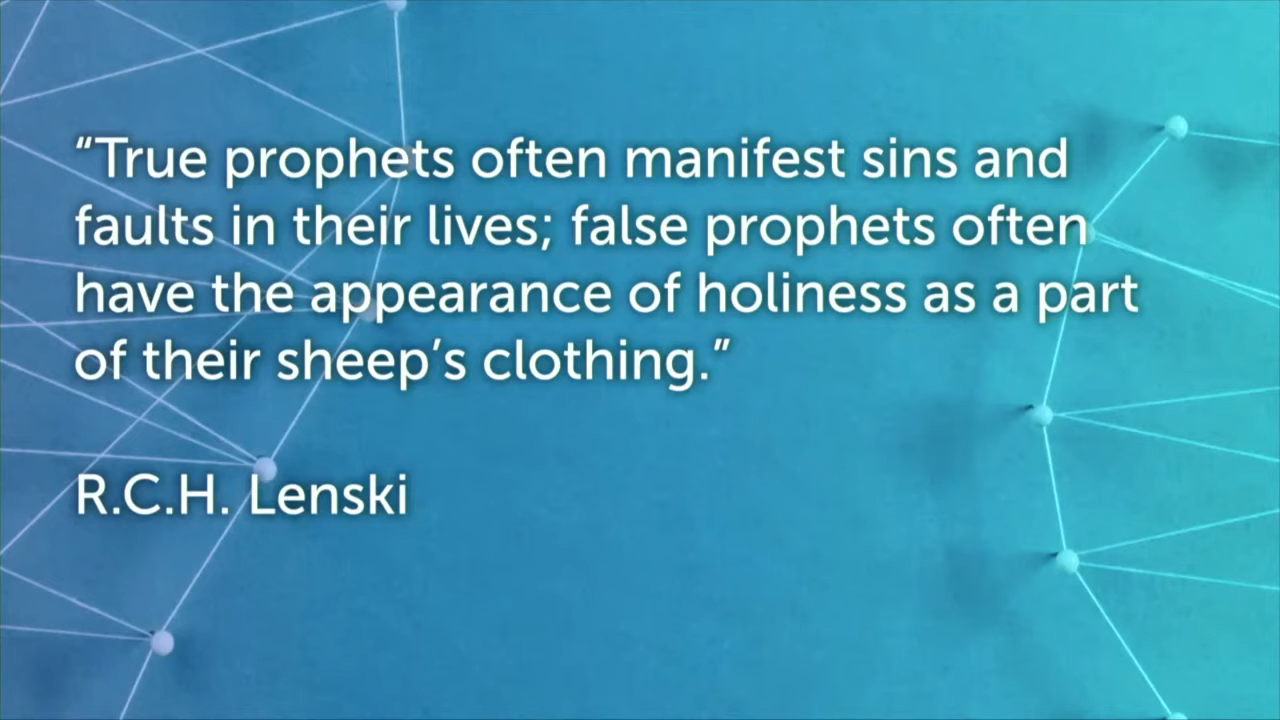 “True prophets often manifest sins and
faults in their lives; false prophets often
have the appearance of holiness as a part
of their sheep’s clothing.”
R.C.H. Lenski